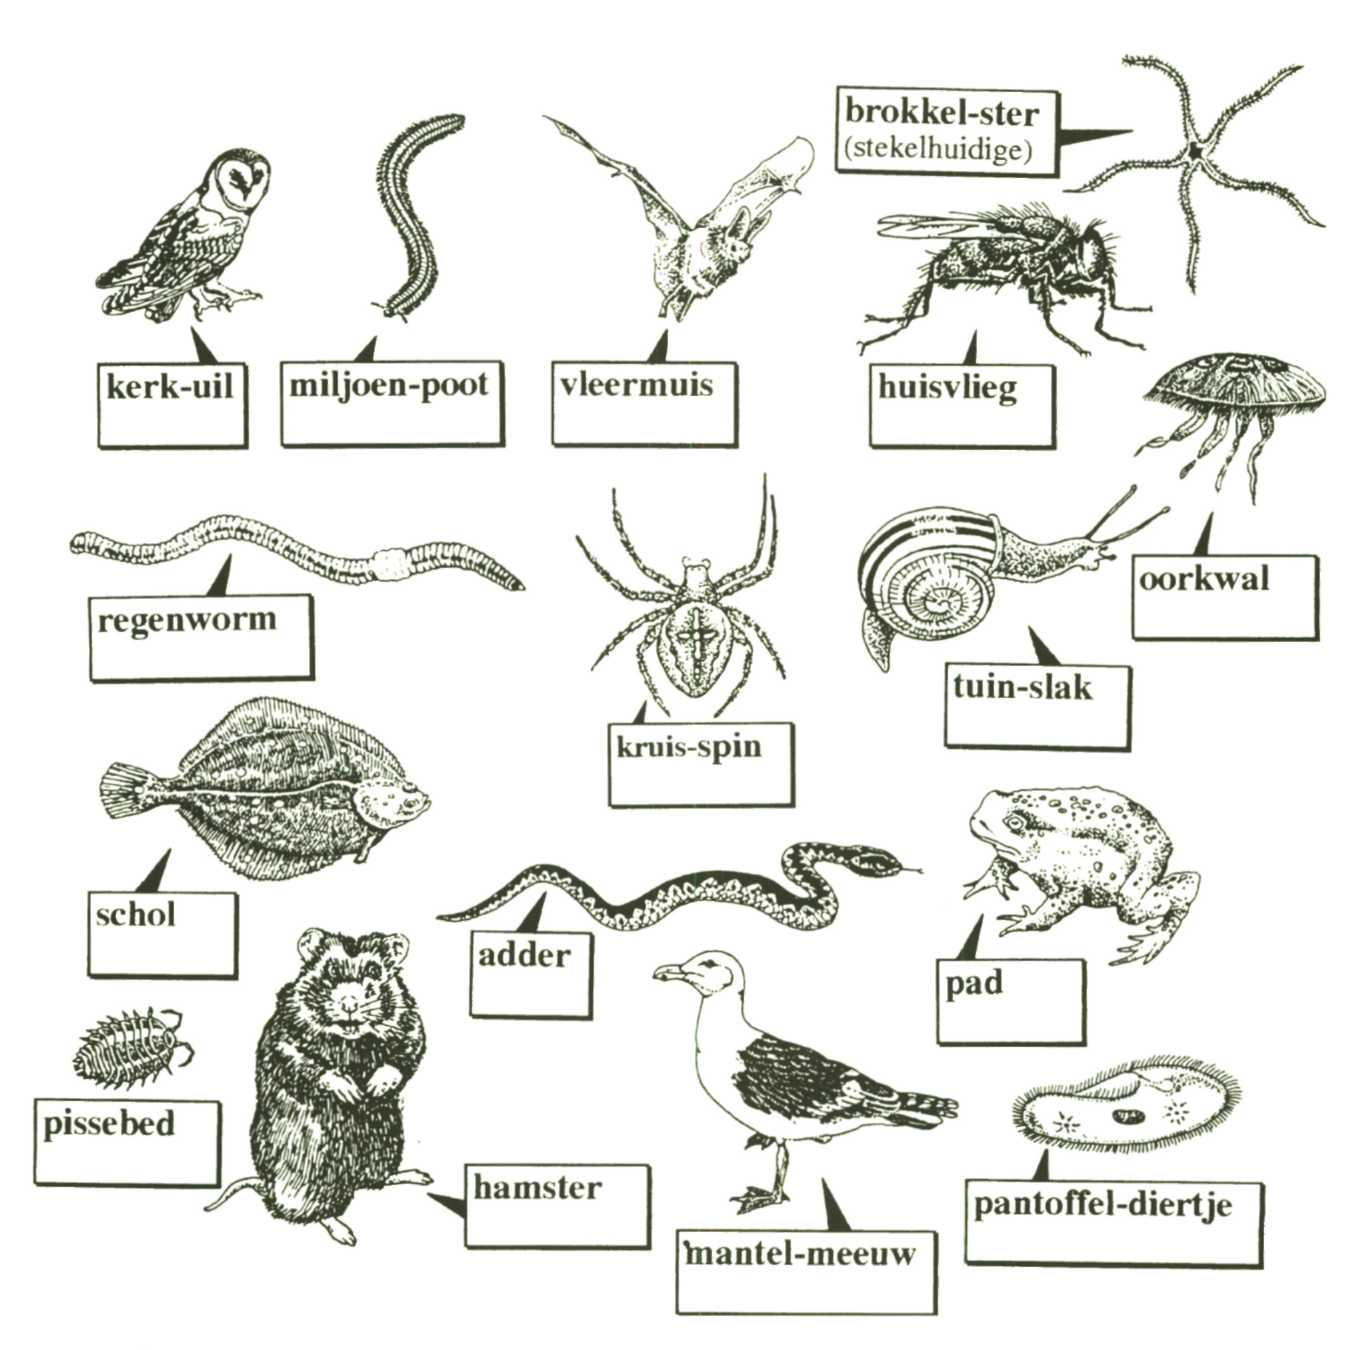 brokkel-ster
(stekelhuidige)
kerk-uil
miljoen-poot
vleermuis
huisvlieg
regenworm
oorkwal
tuin-slak
kruis-spin
schol
adder
pad
pissebed
hamster
pantoffel-diertje
mantel-meeuw